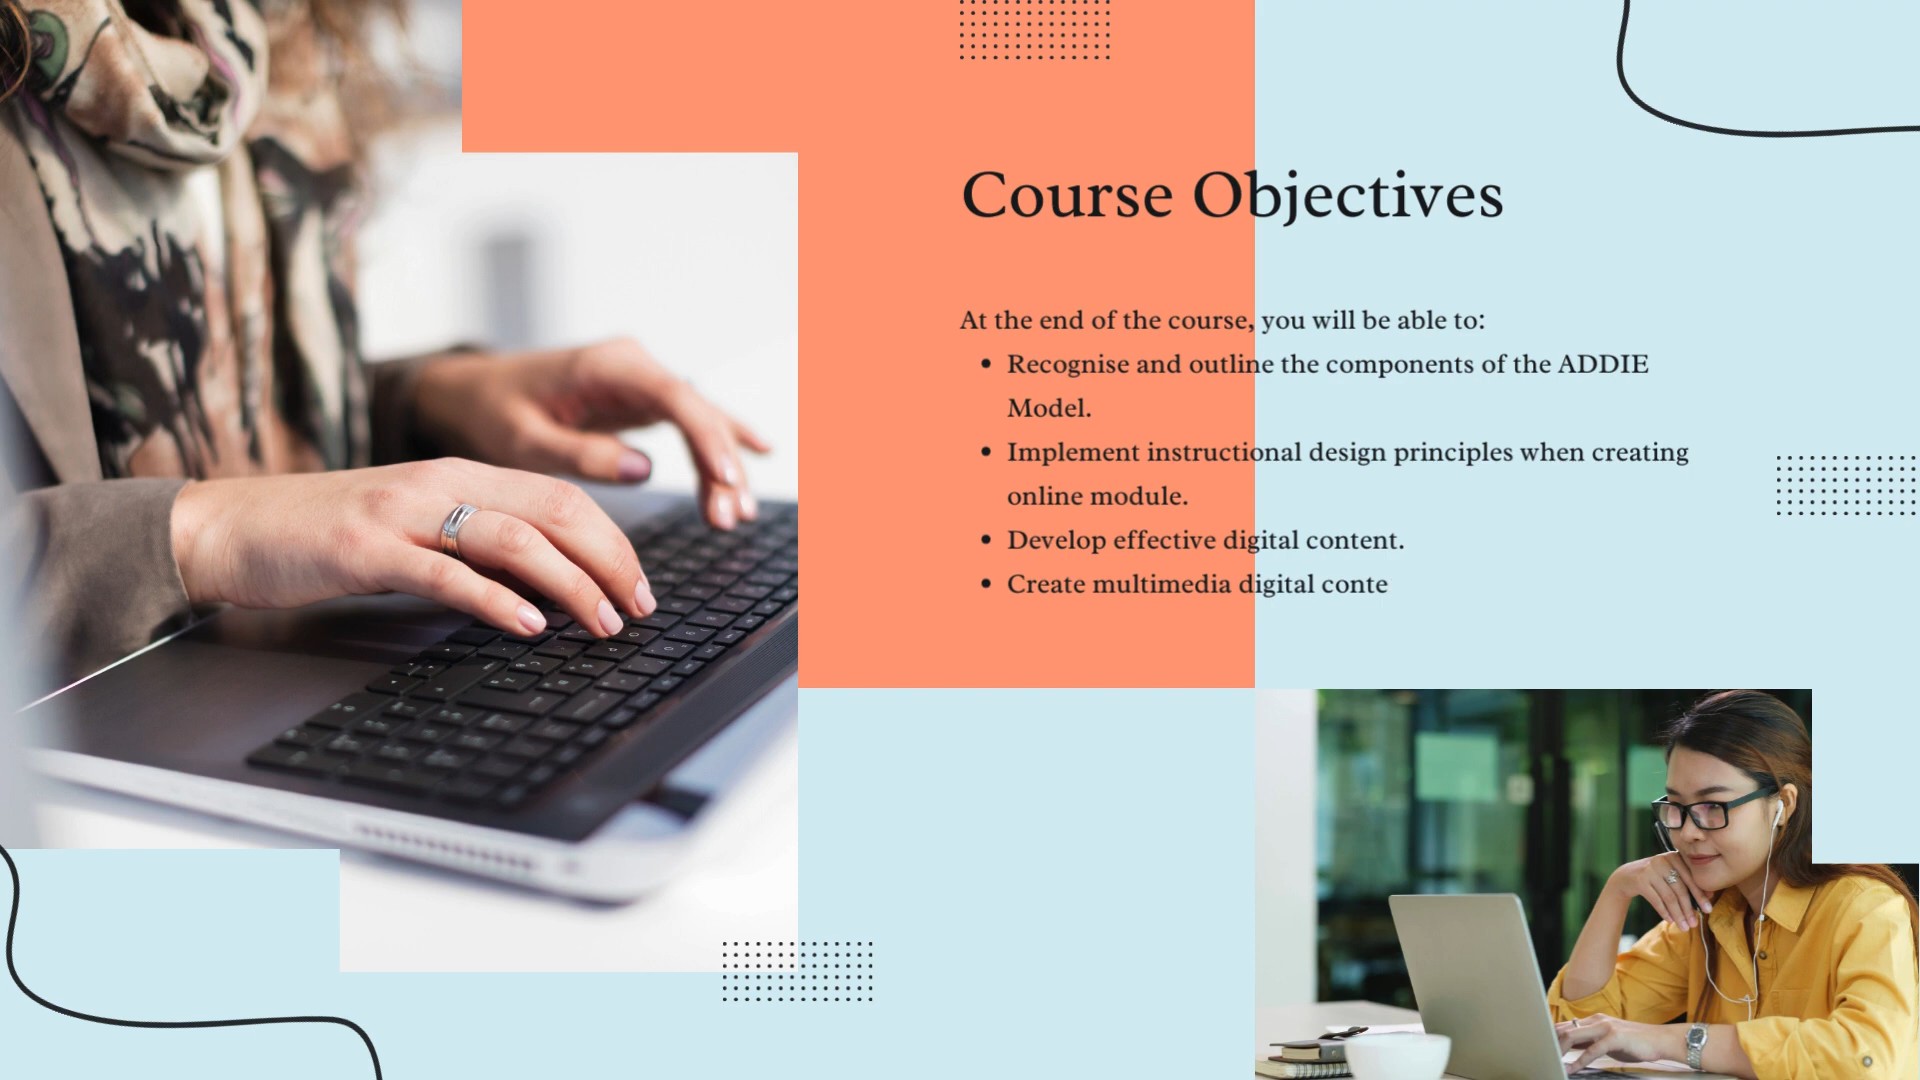 Course Objectives
At the end of the course, you will be able to:
• Recognise and outline the components of the ADDIE
Model.
• Implement instructional design principles when creating
online module.
• Develop effective digital content.
• Create multimedia digital conte